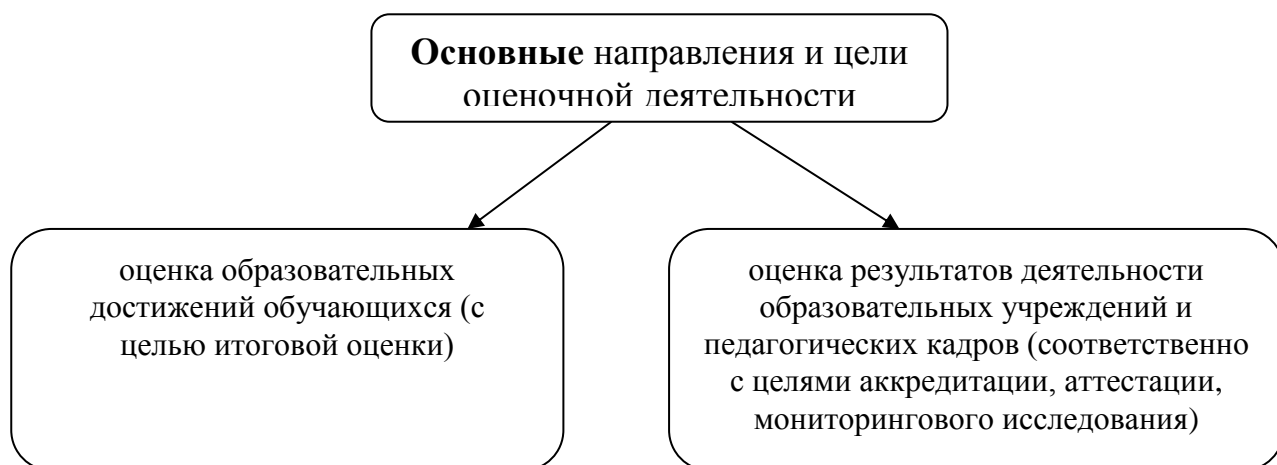 Основные направления и цели
оценочной деятельности
оценка образовательных
достижений обучающихся (с
целью итоговой оценки)
оценка результатов деятельности
образовательных учреждений и
педагогических кадров (соответственно
с целями аккредитации, аттестации,
мониторингового исследования)